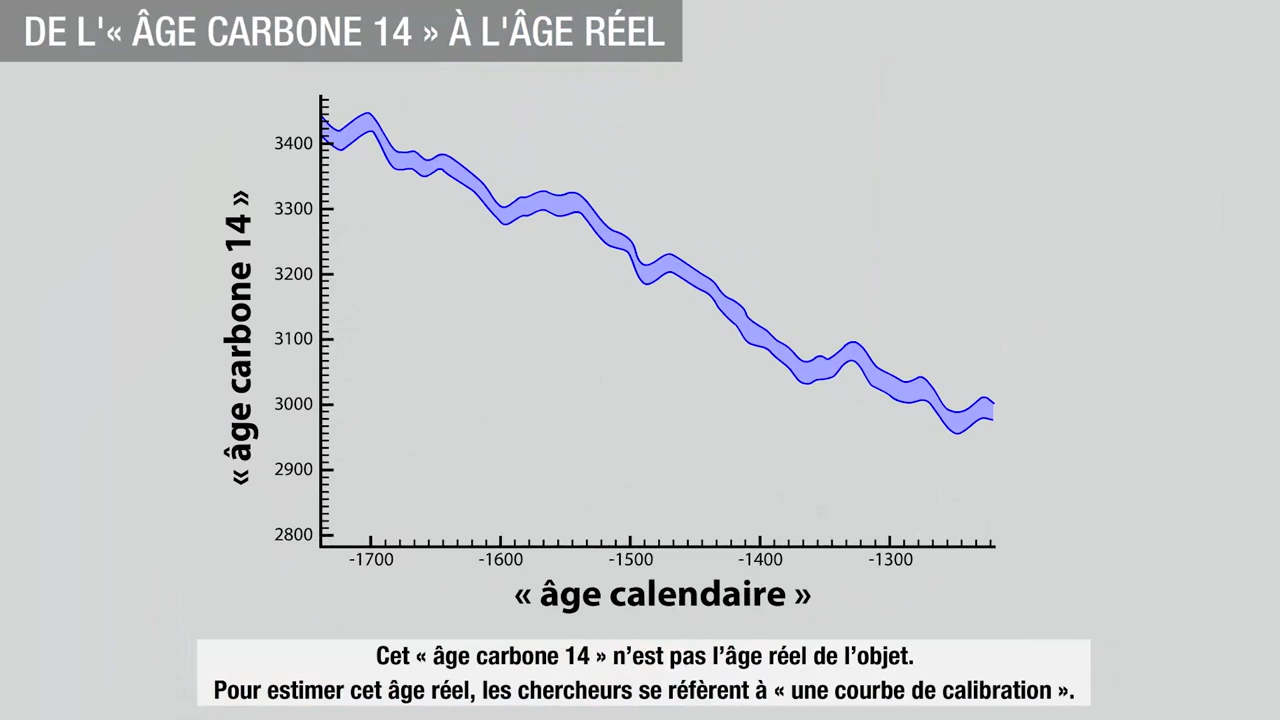 DE L'« ÂGE CARBONE 14 » À L'ÂGE RÉEL
3400
3300
3200
3100
3000
2900
2800
« âge carbone 14 »
-1700 -1600 -1500 -1400 -1300
« âge calendaire »
Cet « âge carbone 14 » n’est pas l’âge réel de l’objet.
Pour estimer cet âge réel, les chercheurs se réfèrent à « une courbe de calibration ».